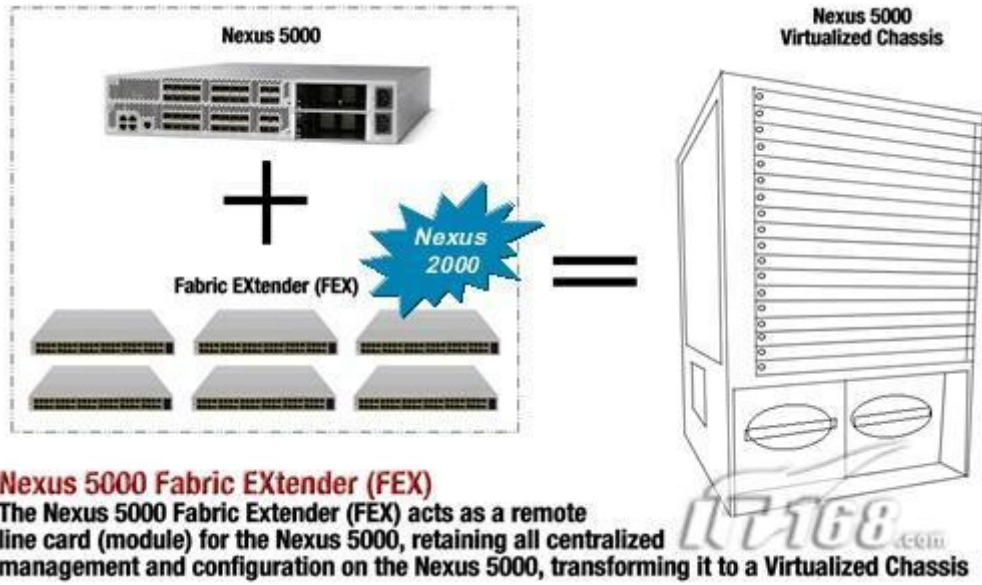 Nexus 5000
Nexus 5000
Virtualized Chassis
Nexus
2000
Fabric EXtender (FEX)
Nexus 5000 Fabric EXtender (FEX)
The Nexus 5000 Fabric Extender (FEX) acts as a remote
line card (module) for the Nexus 5000, retaining all centralized
management and configuration on the Nexus 5000, transforming it to a Virtualized Chassis
IT168.com